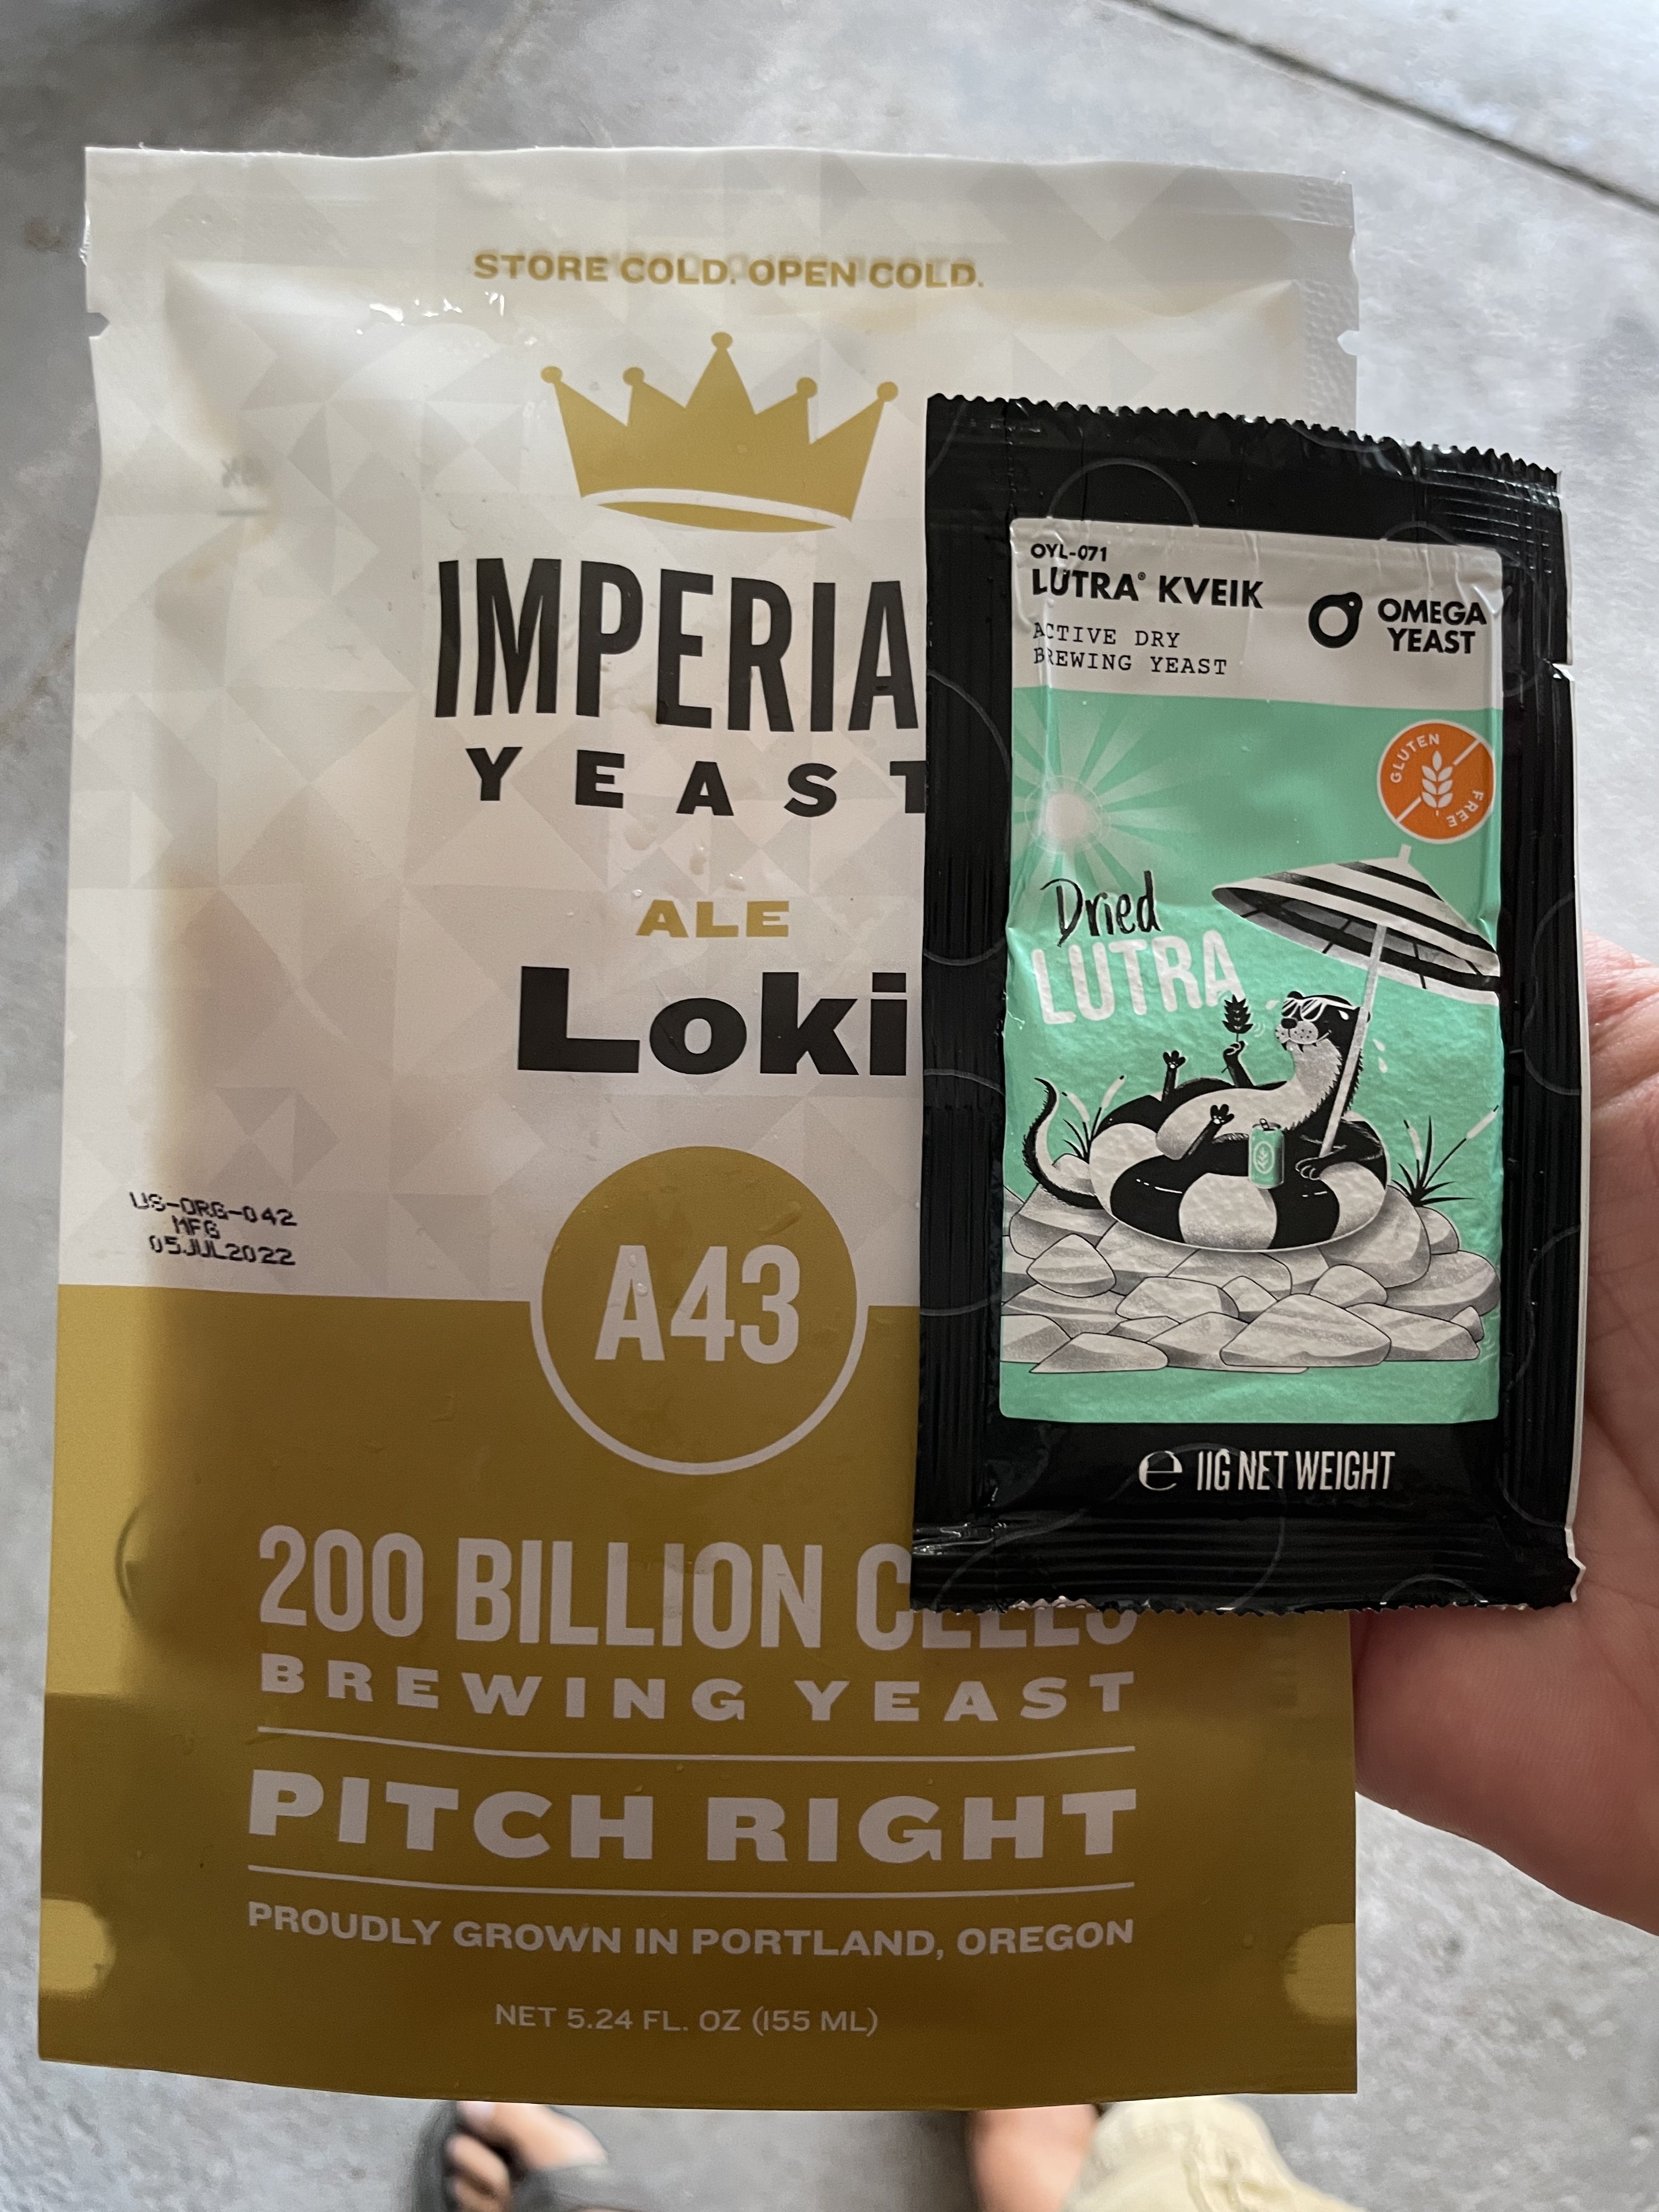 STORE COLD. OPEN COLD.
IMPERIA
YEAST
ALE
Loki
US-ORG-042
MFG
05JUL2022
A43
200 BILLION CELLS
BREWING YEAST
PITCH RIGHT
PROUDLY GROWN IN PORTLAND, OREGON
NET 5.24 FL. OZ (155 ML)
OYL-071
LUTRA® KVEIK
ACTIVE DRY
BREWING YEAST
OMEGA
YEAST
GLUTEN
FREE
Dried
LUTRA
℮ 11G NET WEIGHT